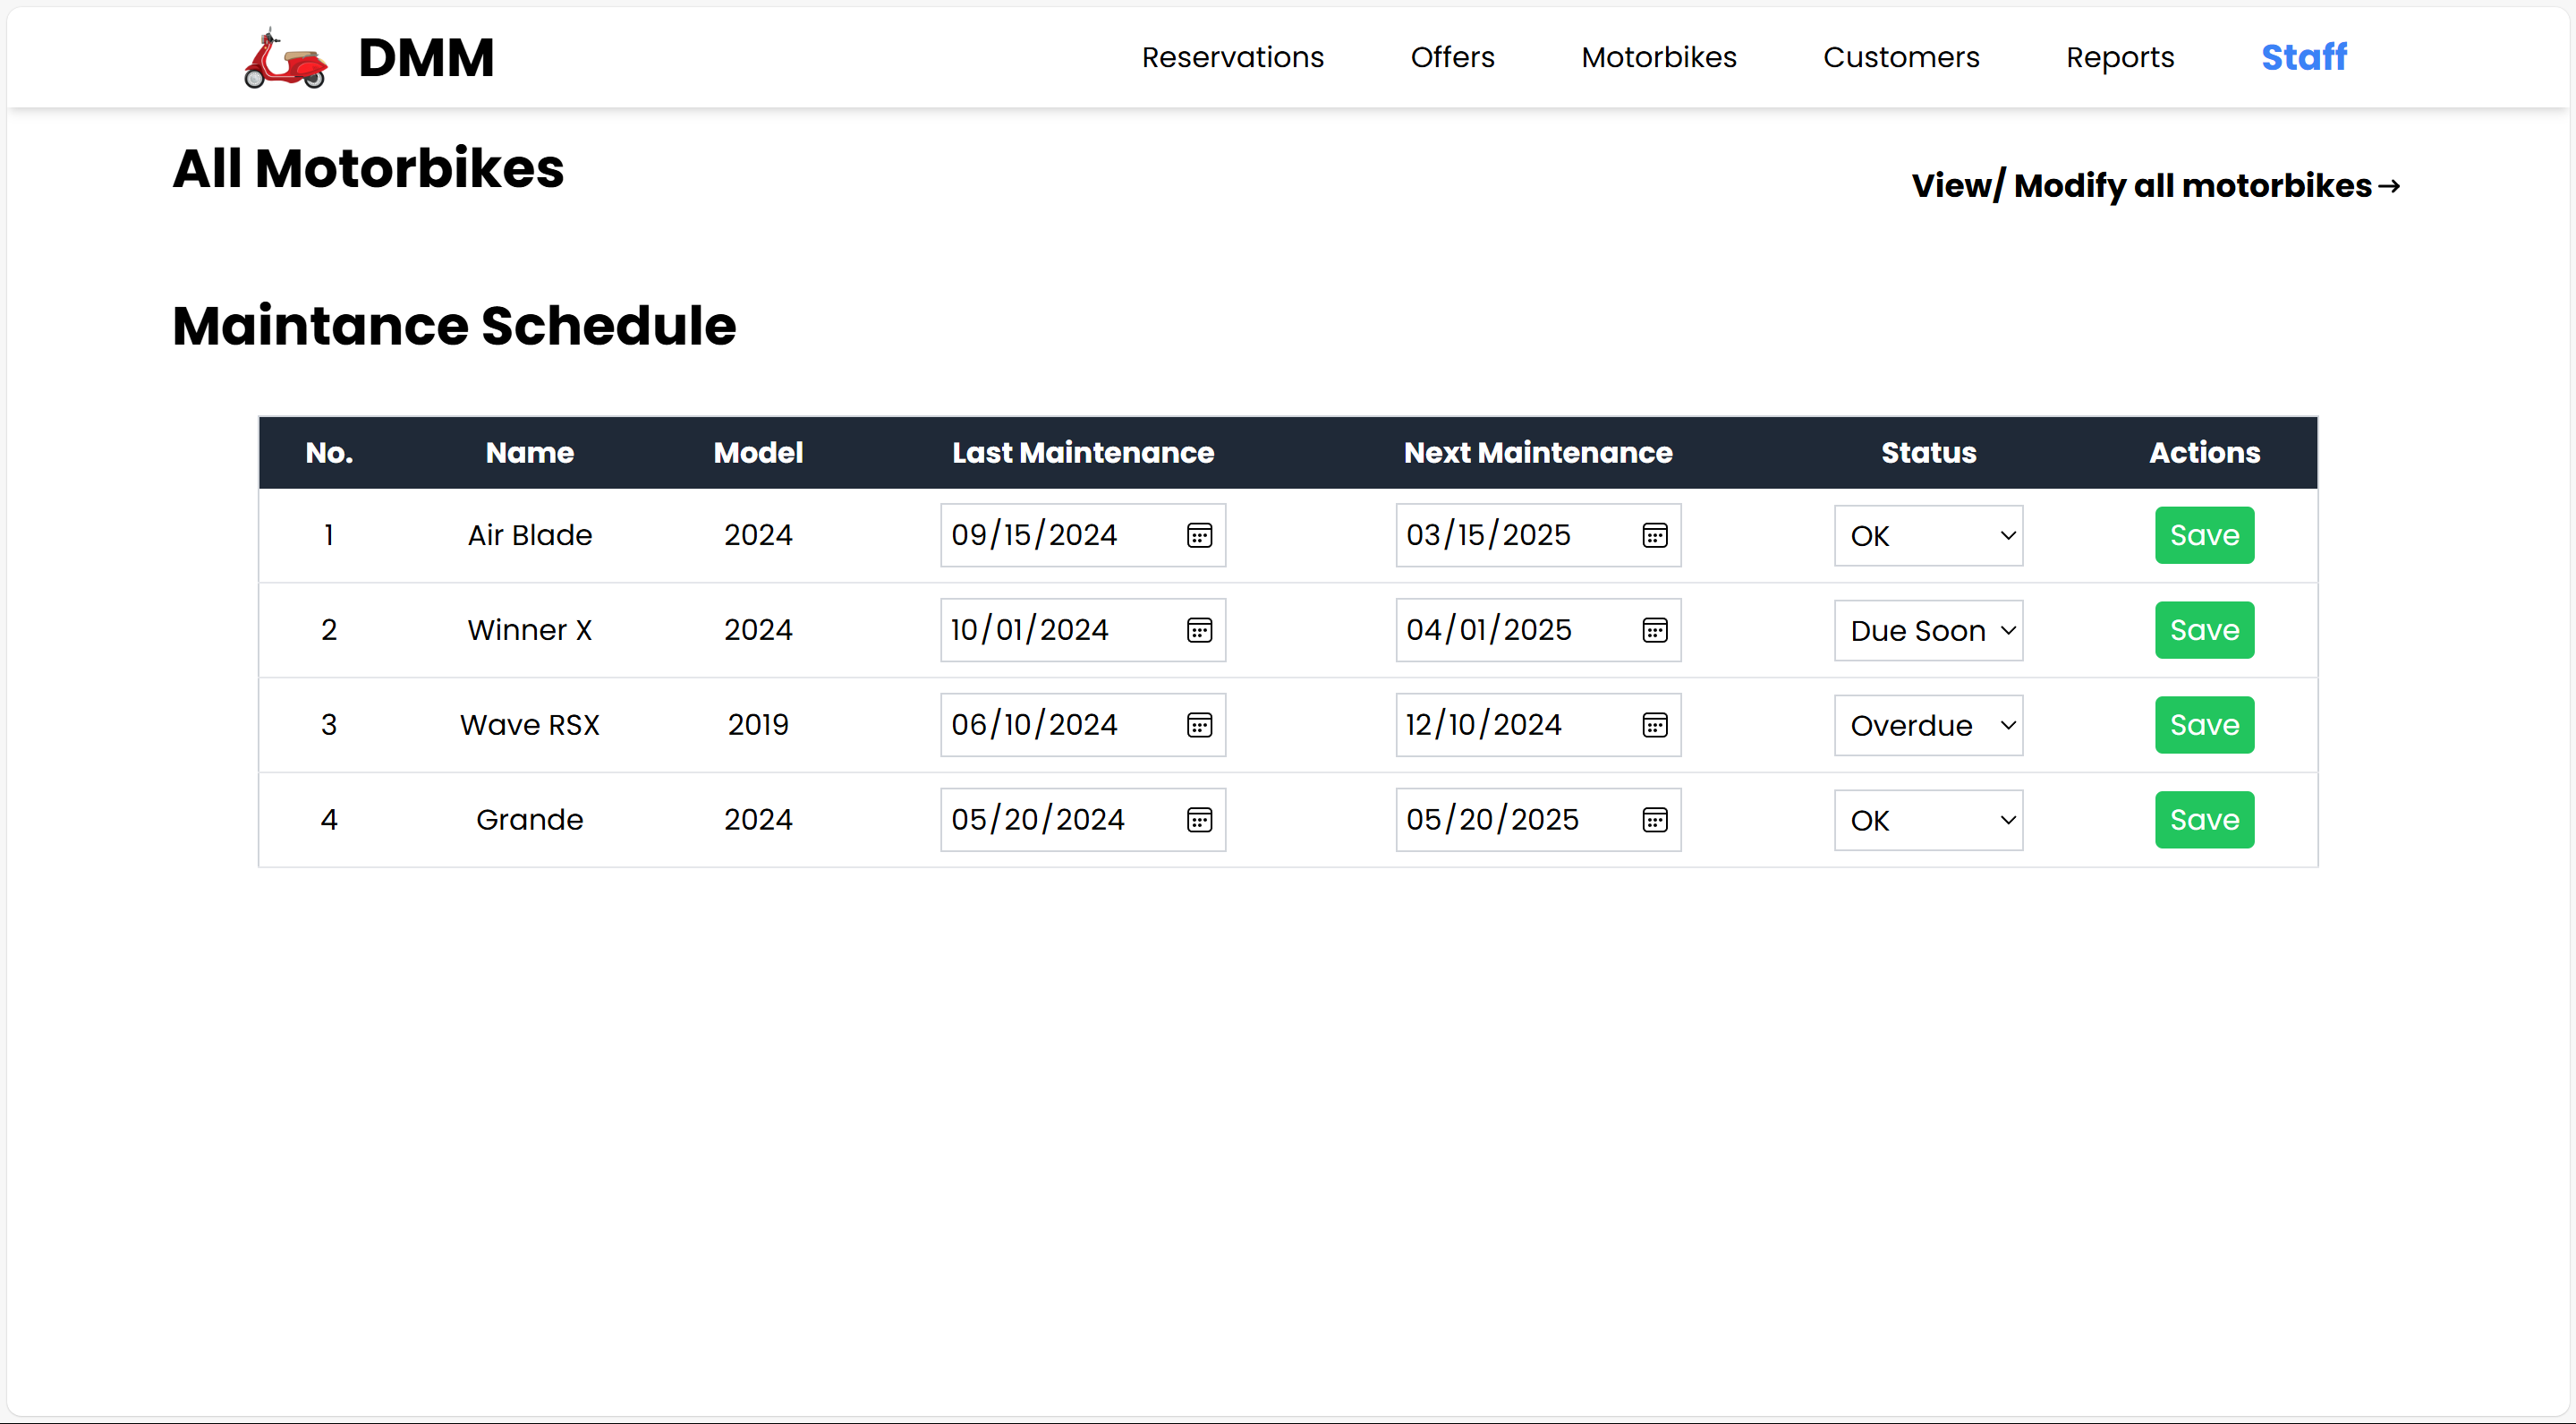 DMM Reservations Offers Motorbikes Customers Reports Staff
All Motorbikes
View/ Modify all motorbikes→
Maintance Schedule
No. Name Model Last Maintenance Next Maintenance Status Actions
1 Air Blade 2024 09/15/2024 03/15/2025 OK Save
2 Winner X 2024 10/01/2024 04/01/2025 Due Soon Save
3 Wave RSX 2019 06/10/2024 12/10/2024 Overdue Save
4 Grande 2024 05/20/2024 05/20/2025 OK Save